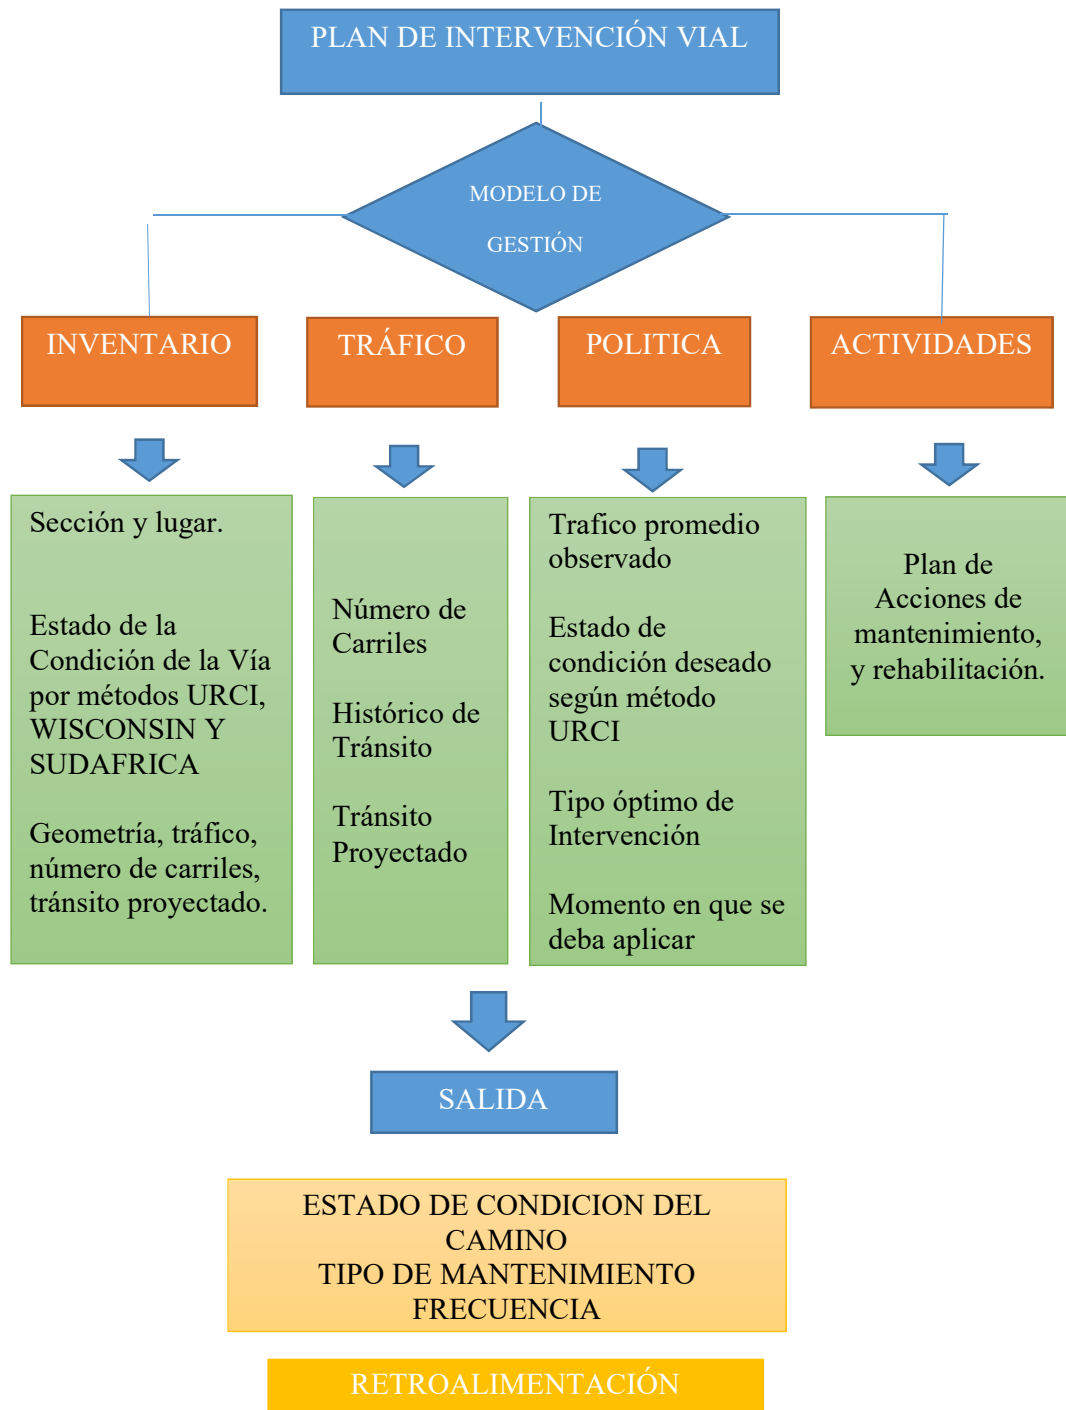 PLAN DE INTERVENCIÓN VIAL
MODELO DE
GESTIÓN
INVENTARIO
TRÁFICO
POLITICA
ACTIVIDADES
Sección y lugar.
Estado de la
Condición de la Vía
por métodos URCI,
WISCONSIN Y
SUDAFRICA
Geometría, tráfico,
número de carriles,
tránsito proyectado.
Número de
Carriles
Histórico de
Tránsito
Tránsito
Proyectado
Trafico promedio
observado
Estado de
condición deseado
según método
URCI
Tipo óptimo de
Intervención
Momento en que se
deba aplicar
Plan de
Acciones de
mantenimiento,
y rehabilitación.
SALIDA
ESTADO DE CONDICION DEL
CAMINO
TIPO DE MANTENIMIENTO
FRECUENCIA
RETROALIMENTACIÓN